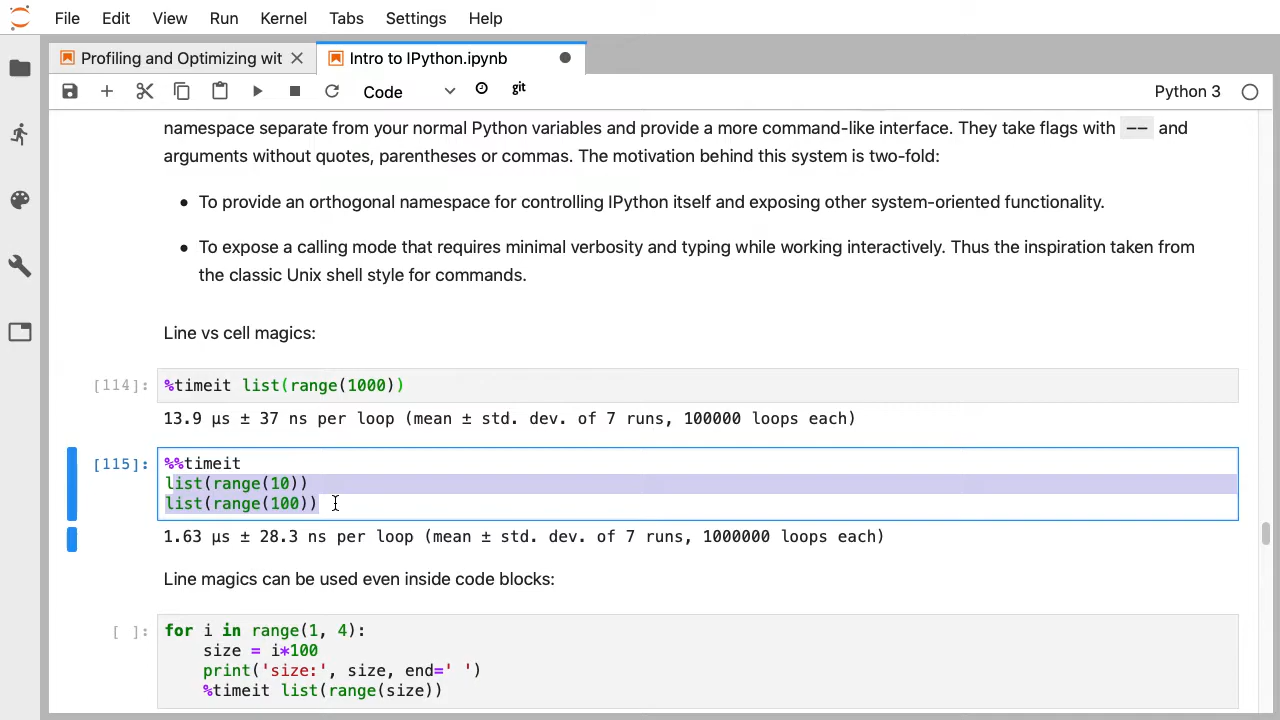 File Edit View Run Kernel Tabs Settings Help
Profiling and Optimizing wit
Intro to IPython.ipynb
Code
git
Python 3
namespace separate from your normal Python variables and provide a more command-like interface. They take flags with -- and
arguments without quotes, parentheses or commas. The motivation behind this system is two-fold:
• To provide an orthogonal namespace for controlling IPython itself and exposing other system-oriented functionality.
• To expose a calling mode that requires minimal verbosity and typing while working interactively. Thus the inspiration taken from
the classic Unix shell style for commands.
Line vs cell magics:
[114]: %timeit list(range(1000))
13.9 µs ± 37 ns per loop (mean ± std. dev. of 7 runs, 100000 loops each)
[115]: %%timeit
list(range(10))
list(range(100))
1.63 µs ± 28.3 ns per loop (mean ± std. dev. of 7 runs, 1000000 loops each)
Line magics can be used even inside code blocks:
[ ]: for i in range(1, 4):
size = i*100
print('size:', size, end=' ')
%timeit list(range(size))